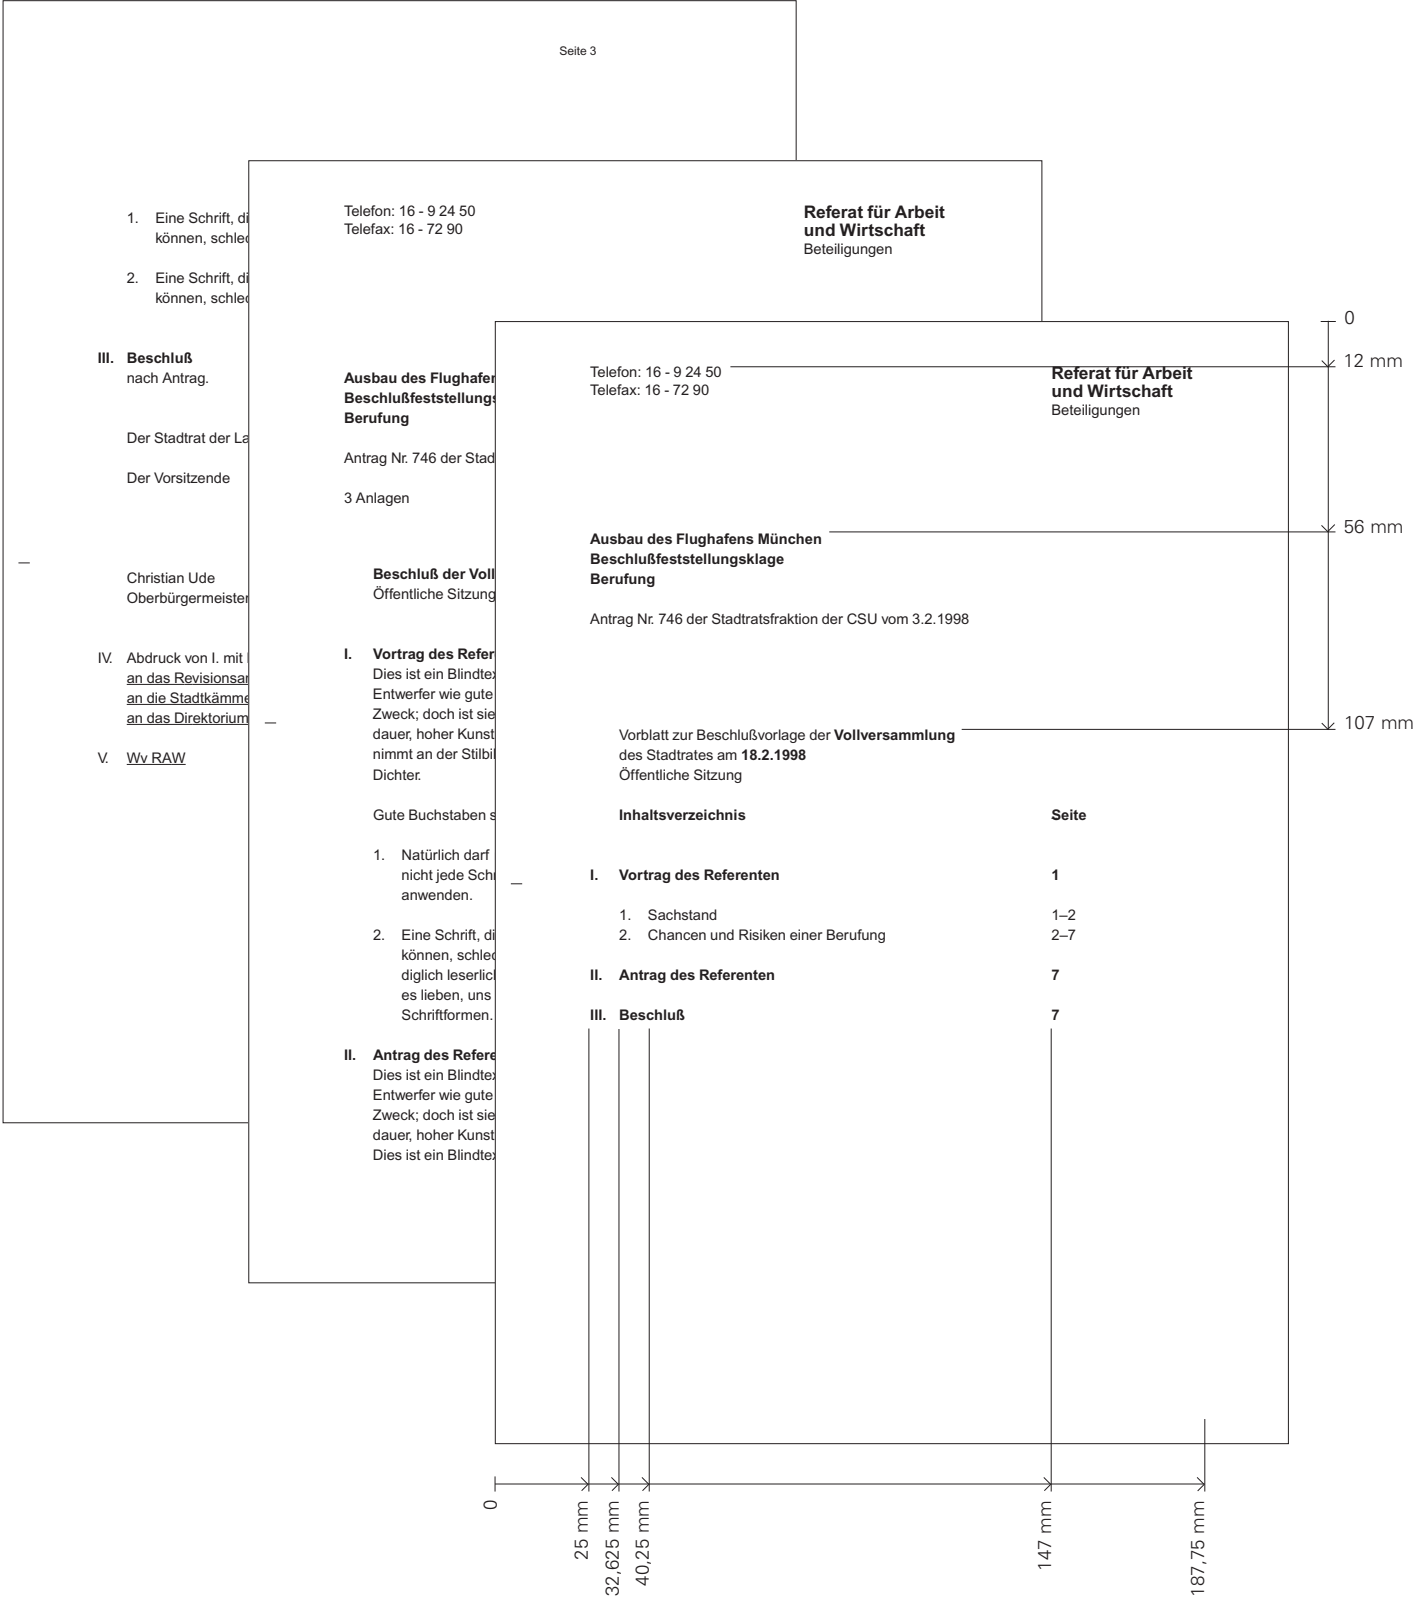 Seite 3
1. Eine Schrift, di
können, schlec
2. Eine Schrift, di
können, schlec
III. Beschluß
nach Antrag.
Der Stadtrat der La
Der Vorsitzende
Christian Ude
Oberbürgermeister
IV. Abdruck von I. mit
an das Revisionsar
an die Stadtkämme
an das Direktorium
V. Wv RAW
Telefon: 16 - 9 24 50
Telefax: 16 - 72 90
Referat für Arbeit
und Wirtschaft
Beteiligungen
Ausbau des Flughafer
Beschlußfeststellungs
Berufung
Antrag Nr. 746 der Stad
3 Anlagen
Beschluß der Voll
Öffentliche Sitzung
I. Vortrag des Refer
Dies ist ein Blindtex
Entwerfer wie gute
Zweck; doch ist sie
dauer, hoher Kunst
nimmt an der Stilbil
Dichter.
Gute Buchstaben s
1. Natürlich darf
nicht jede Schr
anwenden.
2. Eine Schrift, di
können, schlec
diglich leserlich
es lieben, uns
Schriftformen.
II. Antrag des Refere
Dies ist ein Blindtex
Entwerfer wie gute
Zweck; doch ist sie
dauer, hoher Kunst
Dies ist ein Blindtex
Telefon: 16 - 9 24 50
Telefax: 16 - 72 90
Referat für Arbeit
und Wirtschaft
Beteiligungen
Ausbau des Flughafens München
Beschlußfeststellungsklage
Berufung
Antrag Nr. 746 der Stadtratsfraktion der CSU vom 3.2.1998
Vorblatt zur Beschlußvorlage der Vollversammlung
des Stadtrates am 18.2.1998
Öffentliche Sitzung
Inhaltsverzeichnis Seite
I. Vortrag des Referenten 1
1. Sachstand 1–2
2. Chancen und Risiken einer Berufung 2–7
II. Antrag des Referenten 7
III. Beschluß 7
0
12 mm
56 mm
107 mm
0
25 mm
32,625 mm
40,25 mm
147 mm
187,75 mm